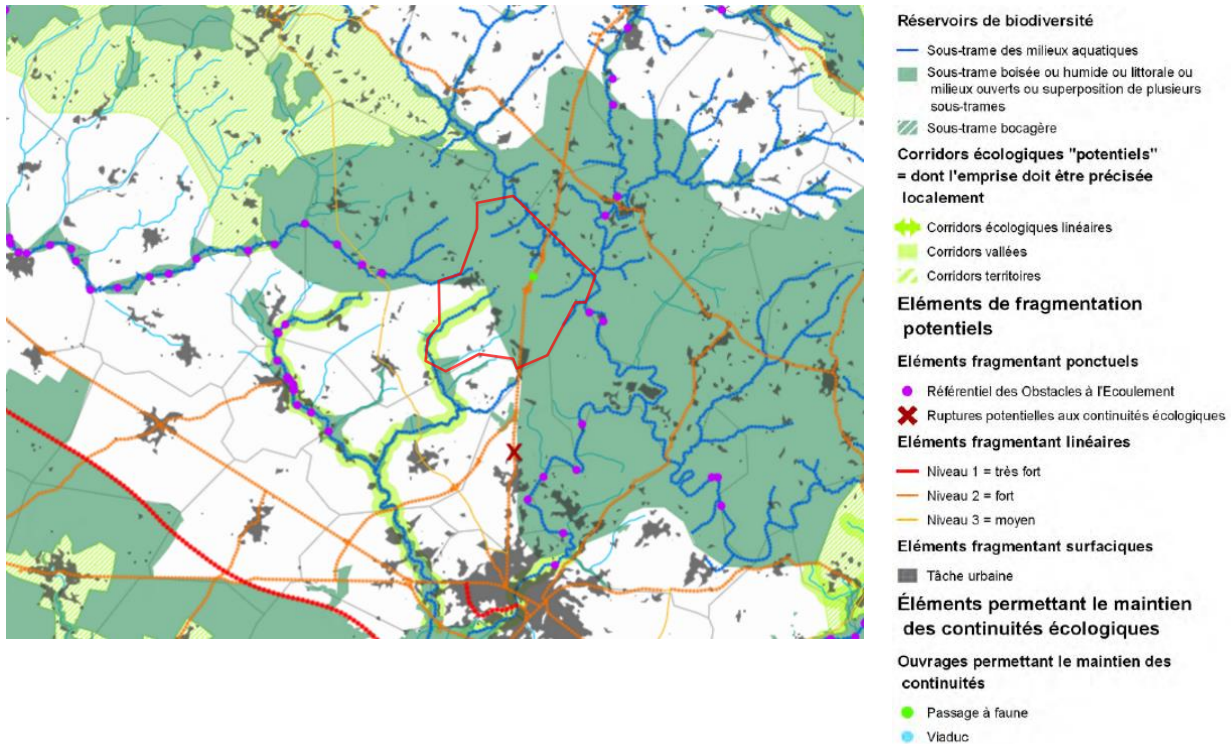 Réservoirs de biodiversité
Sous-trame des milieux aquatiques
Sous-trame boisée ou humide ou littorale ou
milieux ouverts ou superposition de plusieurs
sous-trames
Sous-trame bocagère
Corridors écologiques "potentiels"
= dont l'emprise doit être précisée
localement
Corridors écologiques linéaires
Corridors vallées
Corridors territoires
Eléments de fragmentation
potentiels
Eléments fragmentant ponctuels
Référentiel des Obstacles à l'Ecoulement
Ruptures potentielles aux continuités écologiques
Eléments fragmentant linéaires
Niveau 1 = très fort
Niveau 2 = fort
Niveau 3 = moyen
Eléments fragmentant surfaciques
Tâche urbaine
Éléments permettant le maintien
des continuités écologiques
Ouvrages permettant le maintien des
continuités
Passage à faune
Viaduc